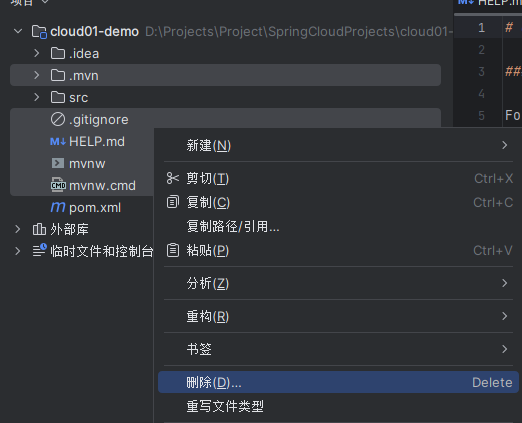 cloud01-demo D:\Projects\Project\SpringCloudProjects\cloud01-
.idea
.mvn
src
.gitignore
M↓ HELP.md
mvnw
CMD mvnw.cmd
m pom.xml
外部库
临时文件和控制台
新建(N)
剪切(T) Ctrl+X
复制(C) Ctrl+C
复制路径/引用...
粘贴(P) Ctrl+V
分析(Z)
重构(R)
书签
删除(D)... Delete
重写文件类型
1 #
2
3 ##
4
5 Fo